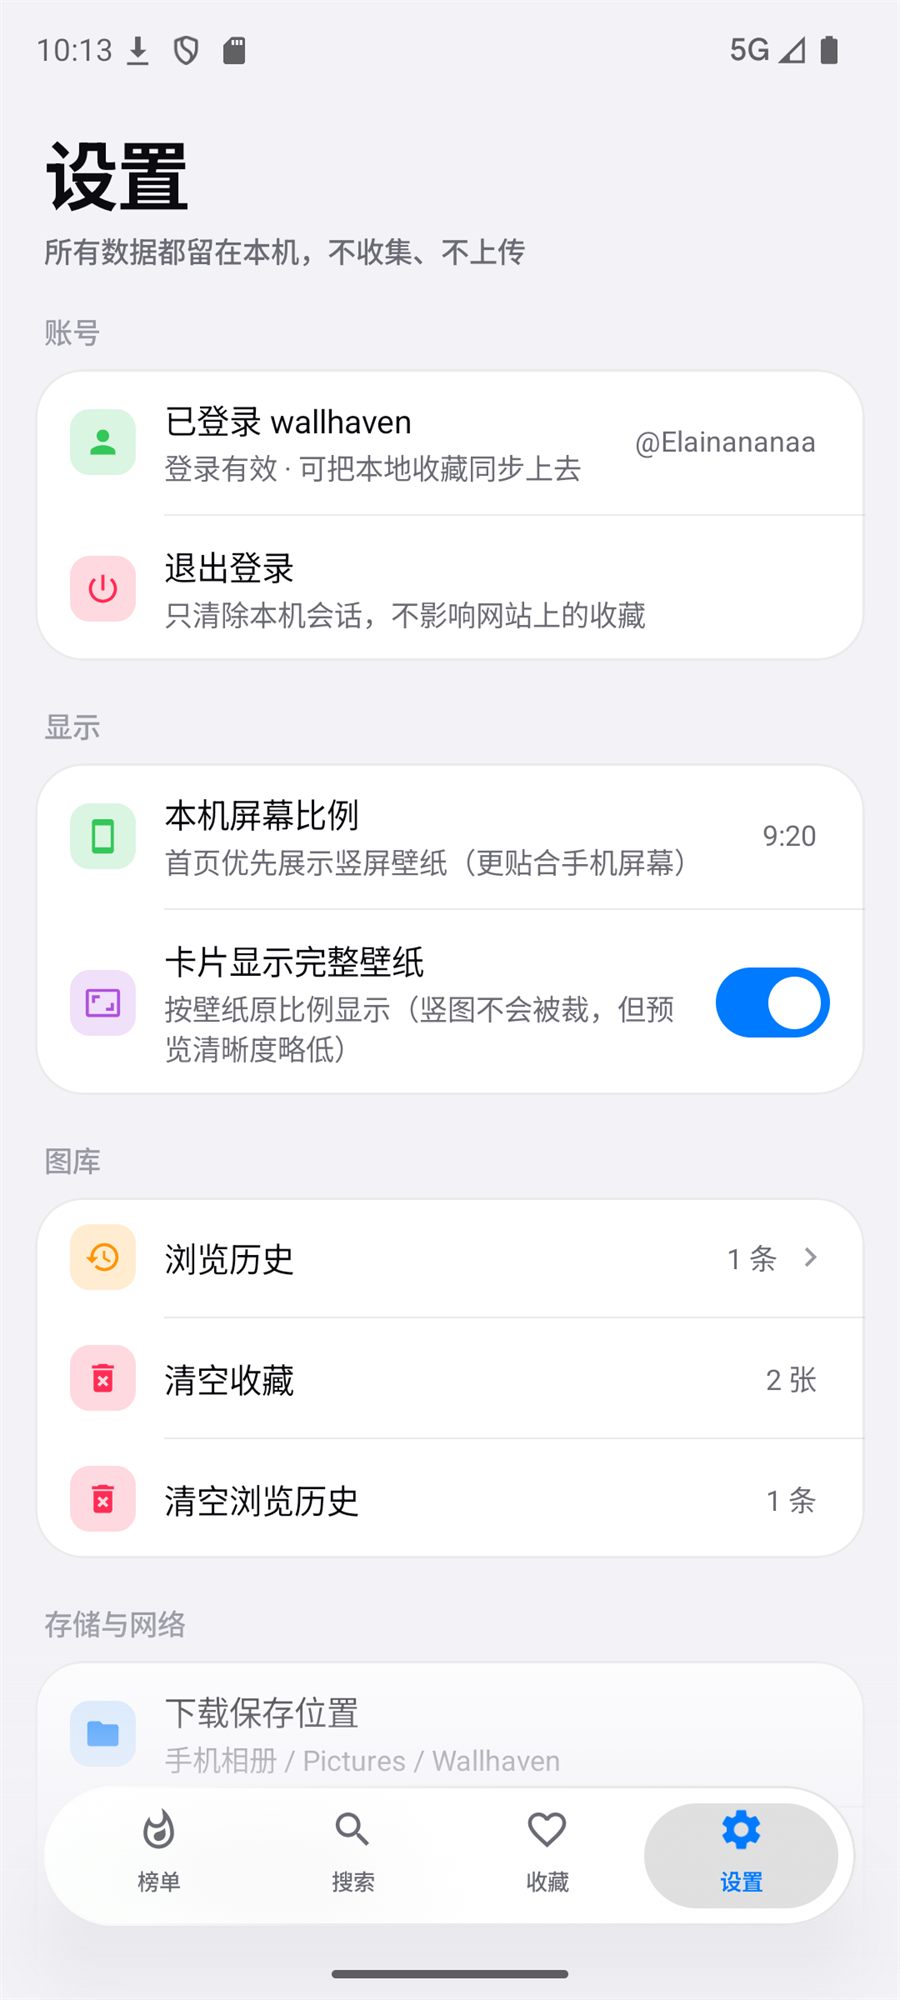 10:13
5G
设置
所有数据都留在本机，不收集、不上传
账号
已登录 wallhaven
登录有效 · 可把本地收藏同步上去
@Elainananaa
退出登录
只清除本机会话，不影响网站上的收藏
显示
本机屏幕比例
首页优先展示竖屏壁纸（更贴合手机屏幕）
9:20
卡片显示完整壁纸
按壁纸原比例显示（竖图不会被裁，但预
览清晰度略低）
图库
浏览历史
1 条
清空收藏
2 张
清空浏览历史
1 条
存储与网络
下载保存位置
手机相册 / Pictures / Wallhaven
榜单
搜索
收藏
设置